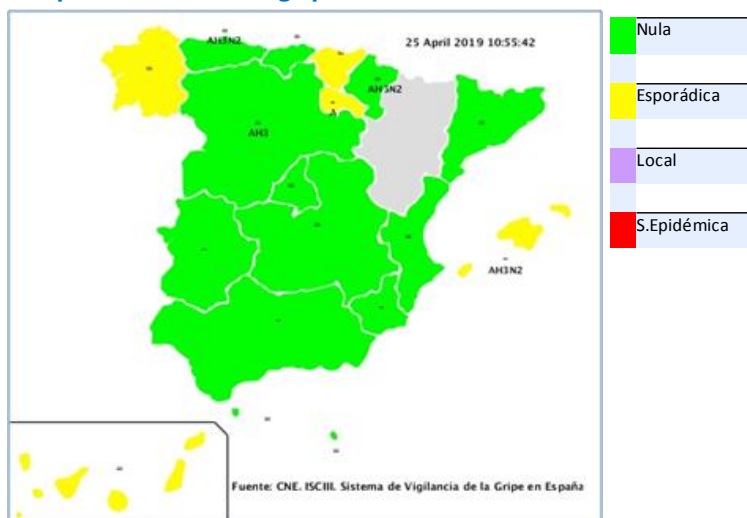 25 April 2019 10:55:42
Nula
Esporádica
Local
S.Epidémica
AH3N2
AH3N2
A
AH3
AH3N2
Fuente: CNE. ISCIII. Sistema de Vigilancia de la Gripe en España